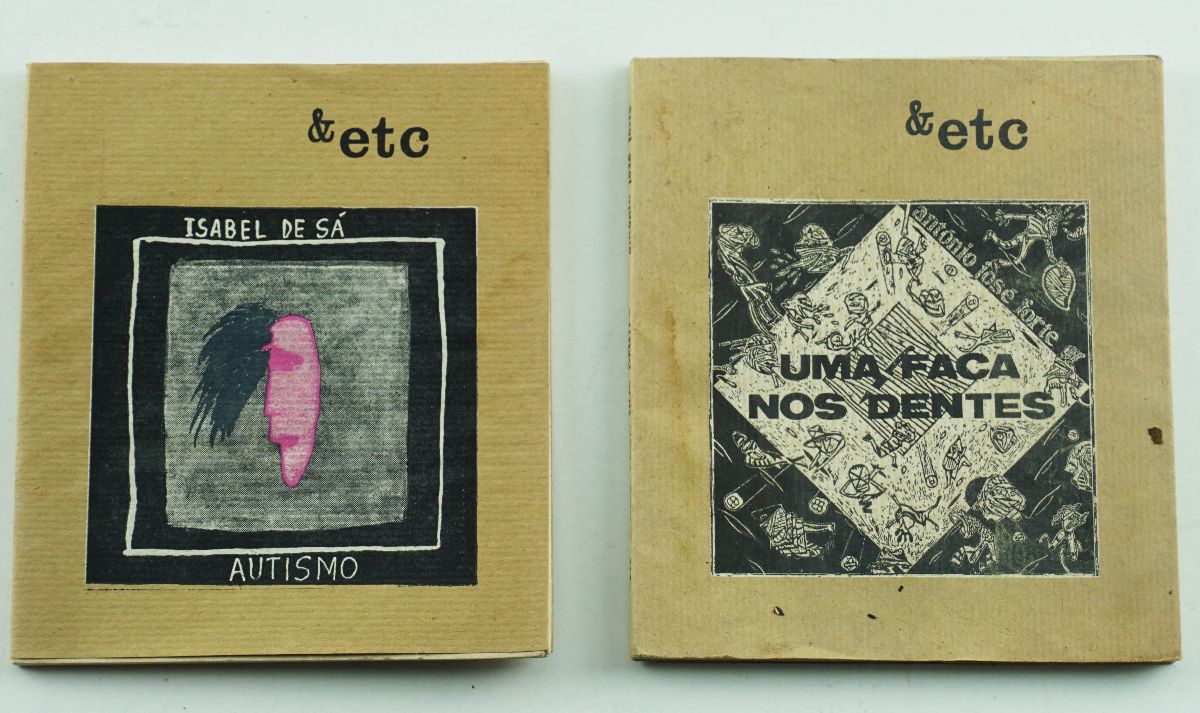 &etc
ISABEL DE SÁ
AUTISMO
&etc
antónio josé forte
UMA FACA
NOS DENTES